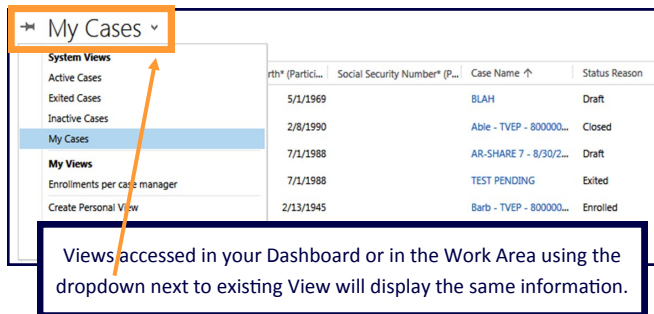 My Cases
System Views
Active Cases
Exited Cases
Inactive Cases
My Cases
My Views
Enrollments per case manager
Create Personal View
rth* (Partici... Social Security Number* (P... Case Name ↑ Status Reason
5/1/1969 BLAH Draft
2/8/1990 Able - TVEP - 800000... Closed
7/1/1988 AR-SHARE 7 - 8/30/2... Draft
7/1/1988 TEST PENDING Exited
2/13/1945 Barb - TVEP - 800000... Enrolled
Views accessed in your Dashboard or in the Work Area using the
dropdown next to existing View will display the same information.